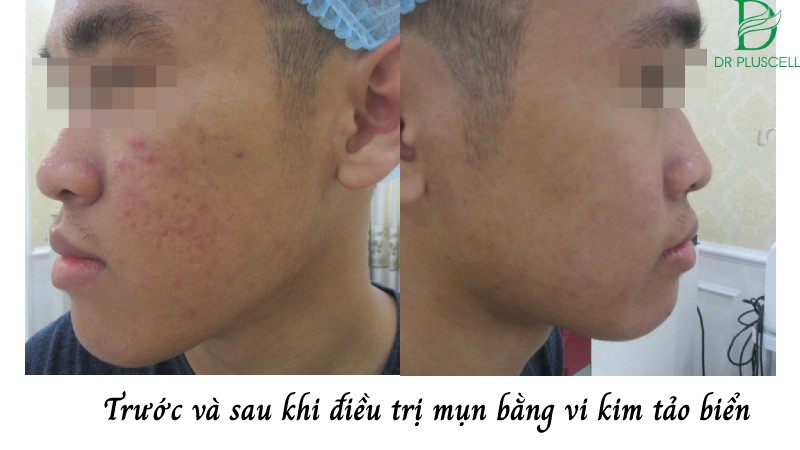 DR PLUSCELL
Trước và sau khi điều trị mụn bằng vi kim tảo biển